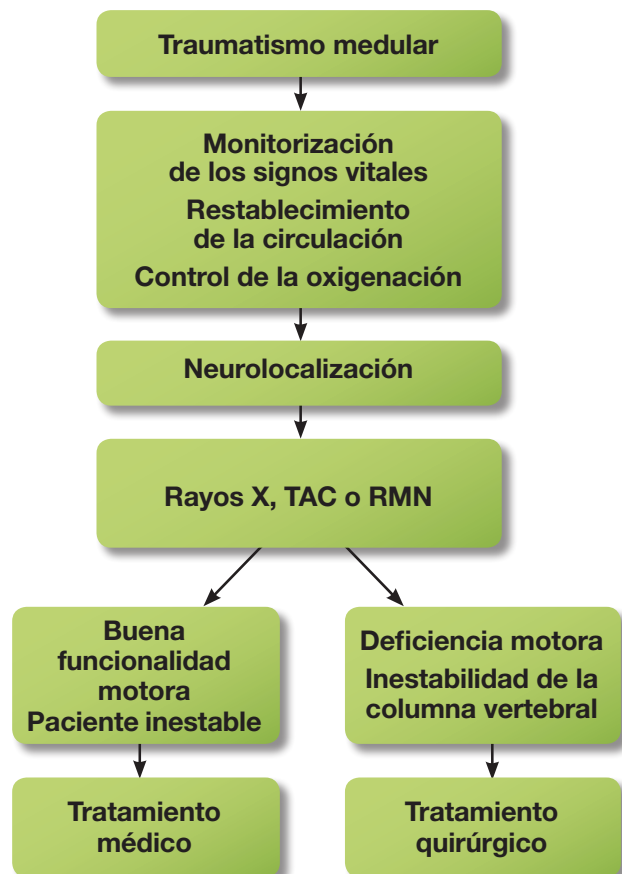 Traumatismo medular
Monitorización
de los signos vitales
Restablecimiento
de la circulación
Control de la oxigenación
Neurolocalización
Rayos X, TAC o RMN
Buena
funcionalidad
motora
Paciente inestable
Deficiencia motora
Inestabilidad de la
columna vertebral
Tratamiento
médico
Tratamiento
quirúrgico